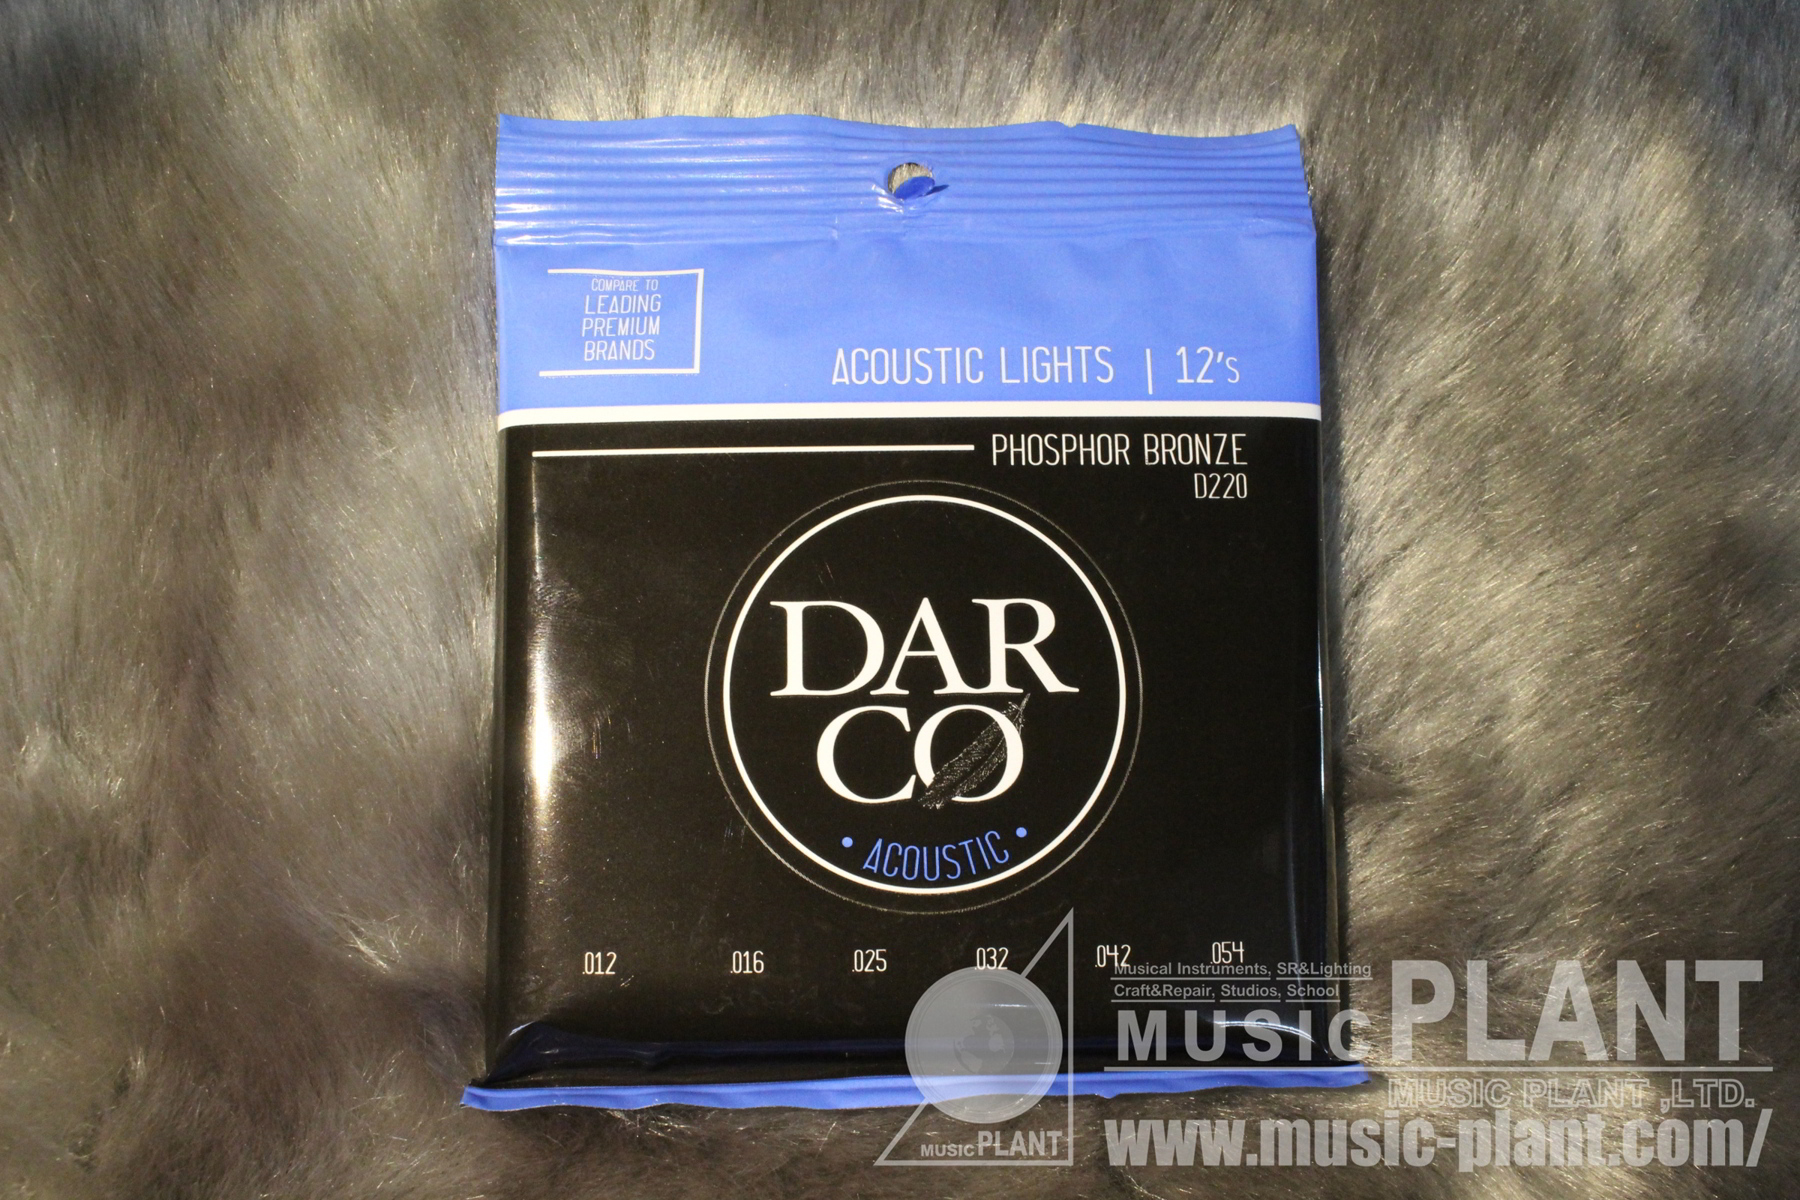 COMPARE TO
LEADING
PREMIUM
BRANDS
ACOUSTIC LIGHTS | 12's
PHOSPHOR BRONZE
D220
DAR
CO
• ACOUSTIC •
.012 .016 .025 .032 .042 .054
Musical Instruments, SR&Lighting
Craft&Repair, Studios, School
MUSIC PLANT
MUSIC PLANT ,LTD.
MUSIC PLANT
www.music-plant.com/